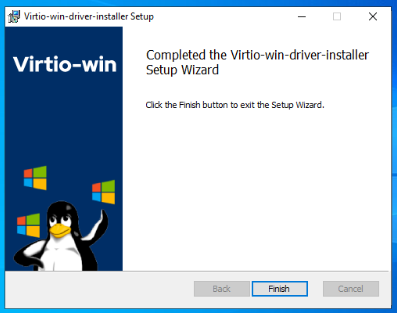 Virtio-win-driver-installer Setup
Virtio-win
Completed the Virtio-win-driver-installer
Setup Wizard
Click the Finish button to exit the Setup Wizard.
Back
Finish
Cancel